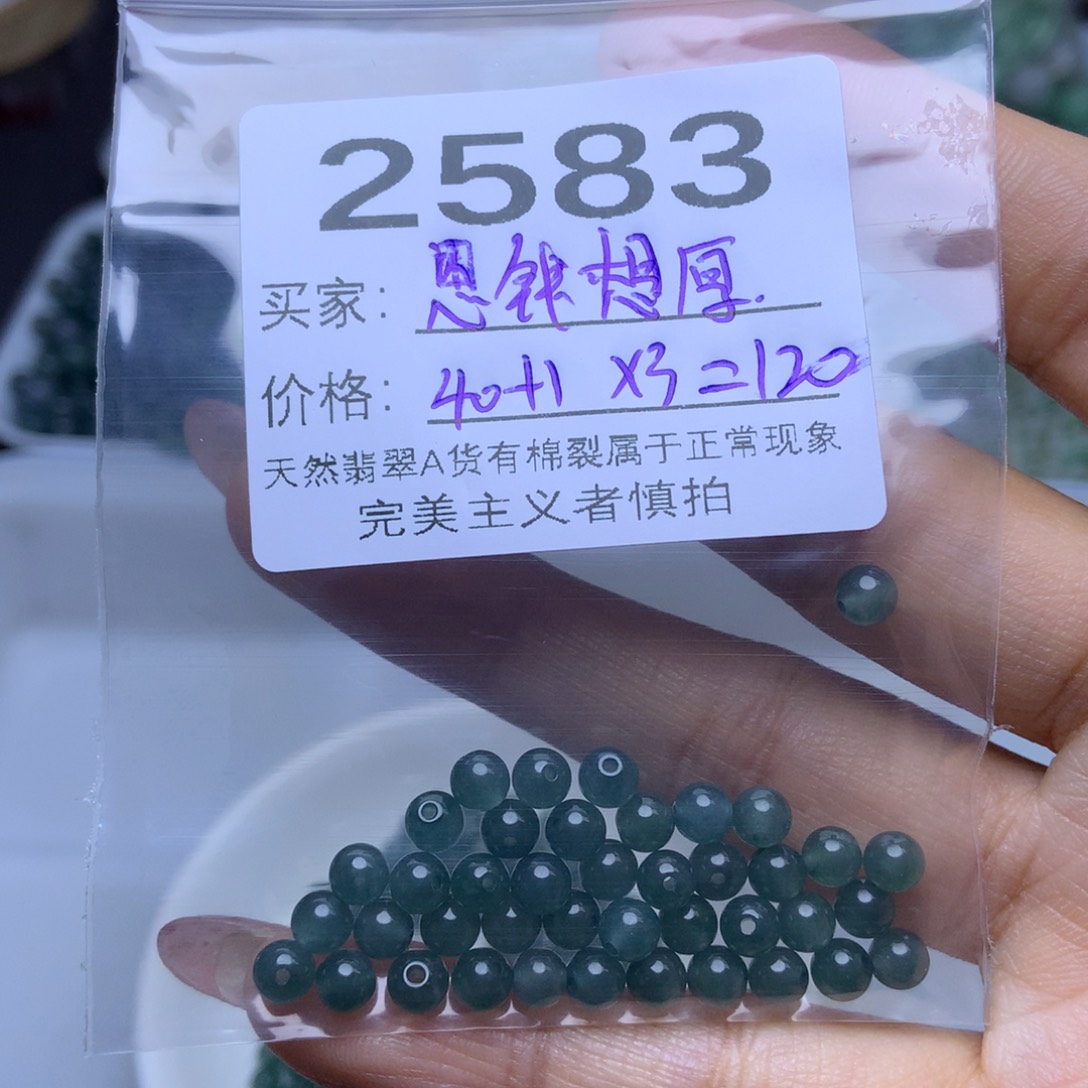 2583
买家: 恩钱想厚
价格: 40+1 X3=120
天然翡翠A货有棉裂属于正常现象
完美主义者慎拍